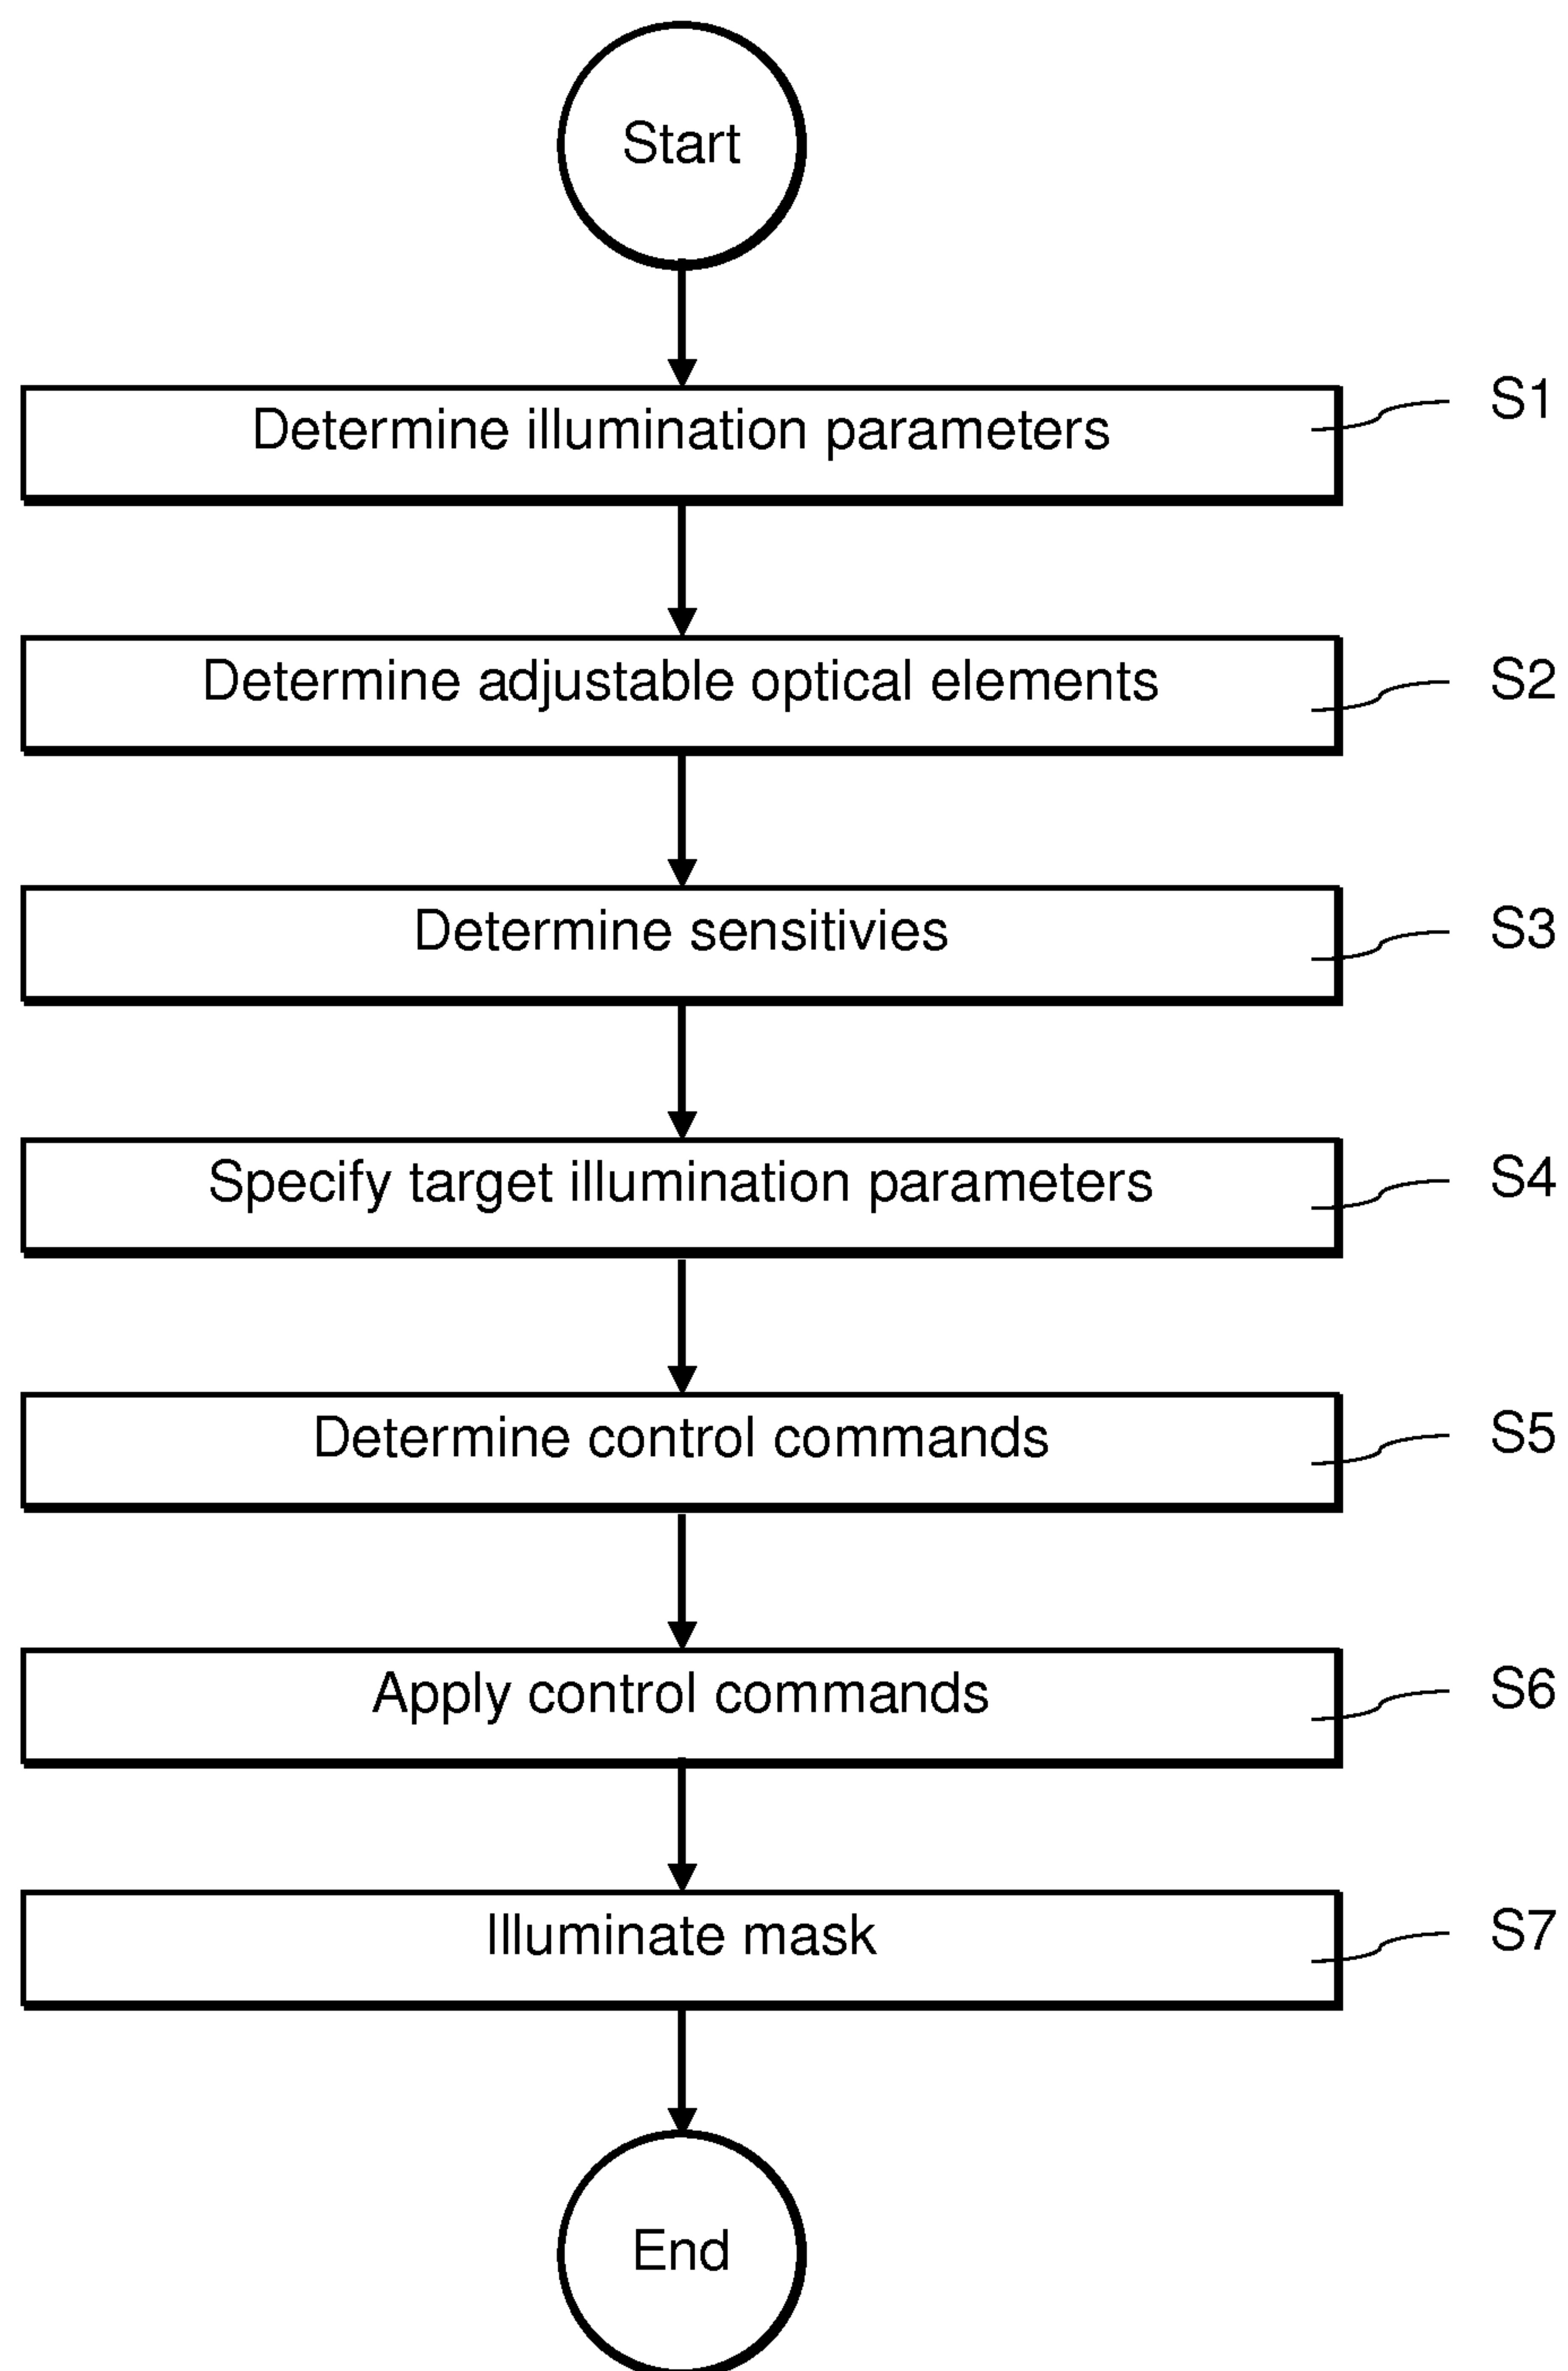 Start
Determine illumination parameters
S1
Determine adjustable optical elements
S2
Determine sensitivies
S3
Specify target illumination parameters
S4
Determine control commands
S5
Apply control commands
S6
Illuminate mask
S7
End